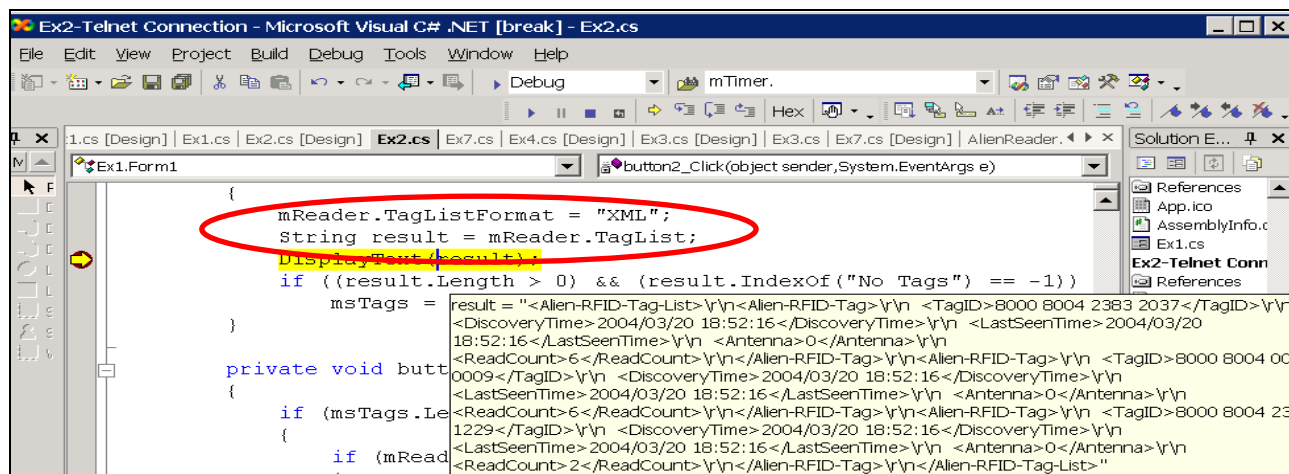 Ex2-Telnet Connection - Microsoft Visual C# .NET [break] - Ex2.cs
File Edit View Project Build Debug Tools Window Help
Debug mTimer.
Hex
:1.cs [Design] | Ex1.cs | Ex2.cs [Design] Ex2.cs | Ex7.cs | Ex4.cs [Design] | Ex3.cs [Design] | Ex3.cs | Ex7.cs [Design] | AlienReader. Solution E...
Ex1.Form1 button2_Click(object sender,System.EventArgs e)
References
App.ico
AssemblyInfo.c
Ex1.cs
Ex2-Telnet Conn
References
{
mReader.TagListFormat = "XML";
String result = mReader.TagList;
DisplayText(result);
if ((result.Length > 0) && (result.IndexOf("No Tags") == -1))
msTags =
}
private void butt
{
if (msTags.Le
{
if (mRead
result = "<Alien-RFID-Tag-List>\r\n<Alien-RFID-Tag>\r\n <TagID>8000 8004 2383 2037</TagID>\r\r
<DiscoveryTime>2004/03/20 18:52:16</DiscoveryTime>\r\n <LastSeenTime>2004/03/20
18:52:16</LastSeenTime>\r\n <Antenna>0</Antenna>\r\n
<ReadCount>6</ReadCount>\r\n</Alien-RFID-Tag>\r\n<Alien-RFID-Tag>\r\n <TagID>8000 8004 00
0009</TagID>\r\n <DiscoveryTime>2004/03/20 18:52:16</DiscoveryTime>\r\n
<LastSeenTime>2004/03/20 18:52:16</LastSeenTime>\r\n <Antenna>0</Antenna>\r\n
<ReadCount>6</ReadCount>\r\n</Alien-RFID-Tag>\r\n<Alien-RFID-Tag>\r\n <TagID>8000 8004 23
1229</TagID>\r\n <DiscoveryTime>2004/03/20 18:52:16</DiscoveryTime>\r\n
<LastSeenTime>2004/03/20 18:52:16</LastSeenTime>\r\n <Antenna>0</Antenna>\r\n
<ReadCount>2</ReadCount>\r\n</Alien-RFID-Tag>\r\n</Alien-RFID-Tag-List>"